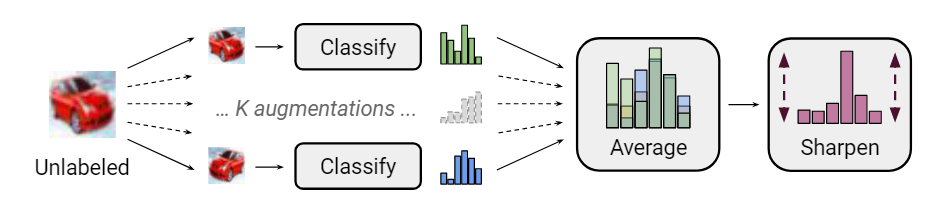 Classify
... K augmentations ...
Unlabeled
Classify
Average
Sharpen